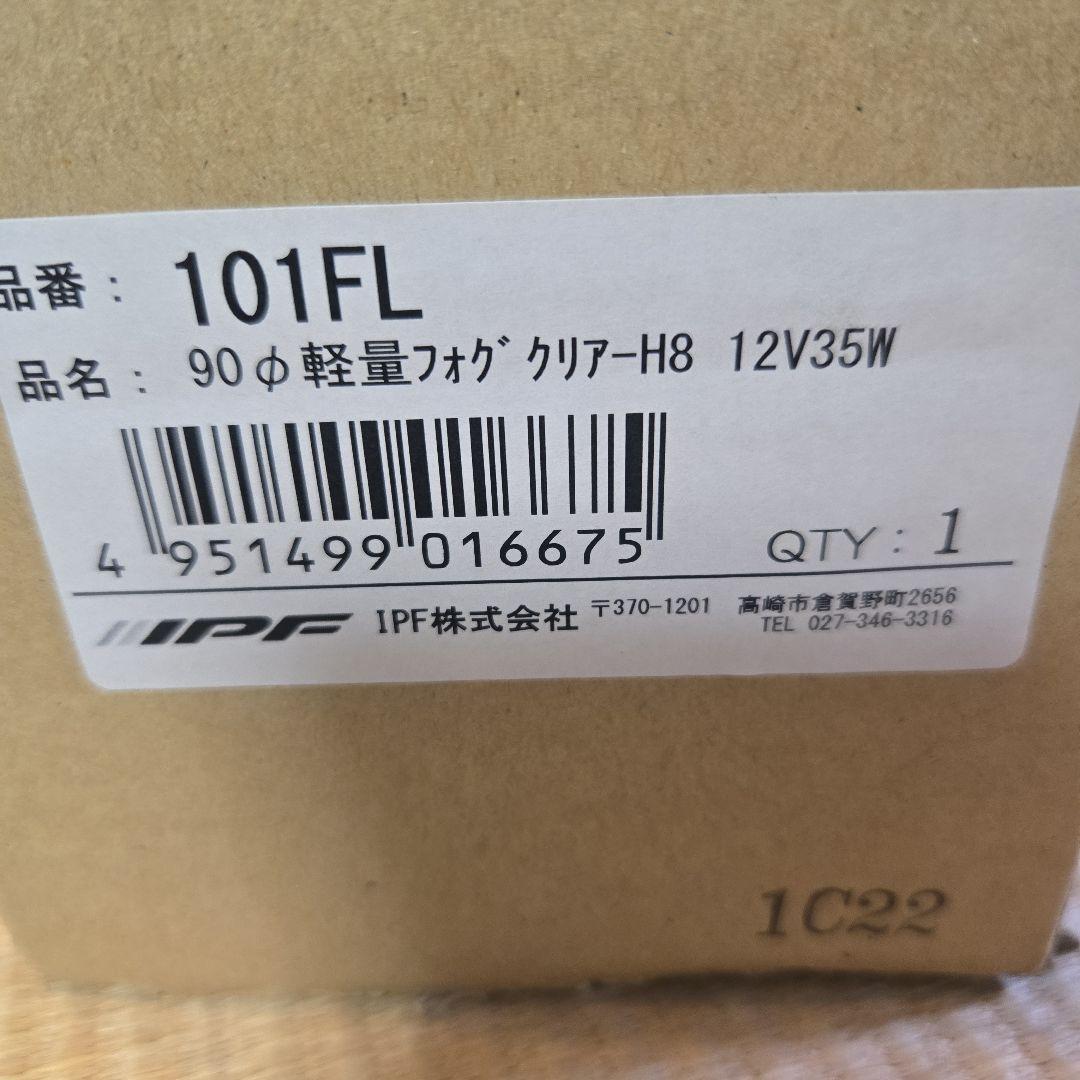 品番： 101FL
品名： 90φ軽量ﾌｫｸﾞ ｸﾘｱｰH8 12V35W
4 951499 016675
QTY：1
IPF IPF株式会社 〒370-1201 高崎市倉賀野町2656
TEL 027-346-3316
1C22